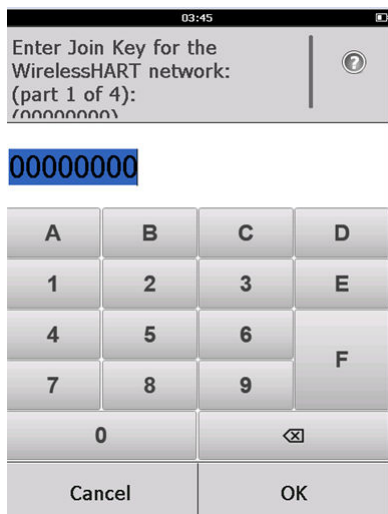 03:45
Enter Join Key for the
WirelessHART network:
(part 1 of 4):
(00000000)
?
00000000
A B C D
1 2 3 E
4 5 6
F
7 8 9
0
Cancel OK